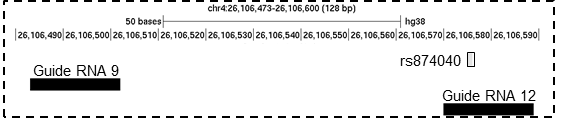 chr4:26,106,473-26,106,600 (128 bp)
50 bases hg38
|26,106,490 |26,106,500 |26,106,510 |26,106,520 |26,106,530 |26,106,540 |26,106,550 |26,106,560 |26,106,570 |26,106,580 |26,106,590|
rs874040
Guide RNA 9
Guide RNA 12